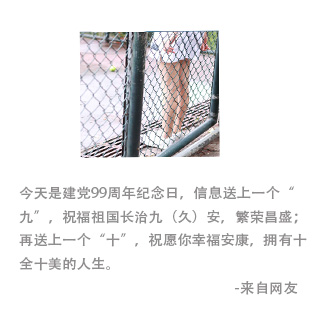 今天是建党99周年纪念日，信息送上一个“
九”，祝福祖国长治九（久）安，繁荣昌盛；
再送上一个“十”，祝愿你幸福安康，拥有十
全十美的人生。
-来自网友